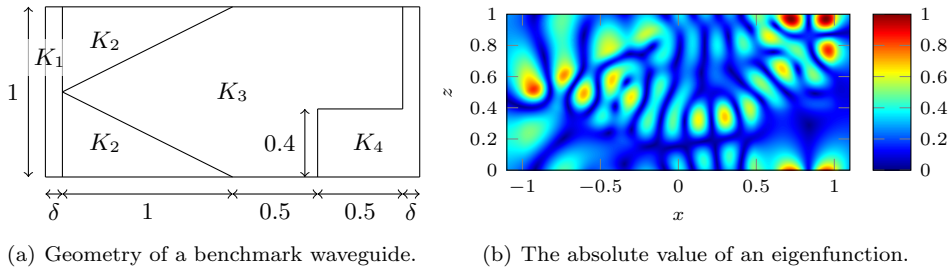 K1
K2
K2
K3
K4
1
0.4
δ
1
0.5
0.5
δ
(a) Geometry of a benchmark waveguide.
1
0.8
0.6
0.4
0.2
0
z
−1
−0.5
0
0.5
1
x
1
0.8
0.6
0.4
0.2
0
(b) The absolute value of an eigenfunction.